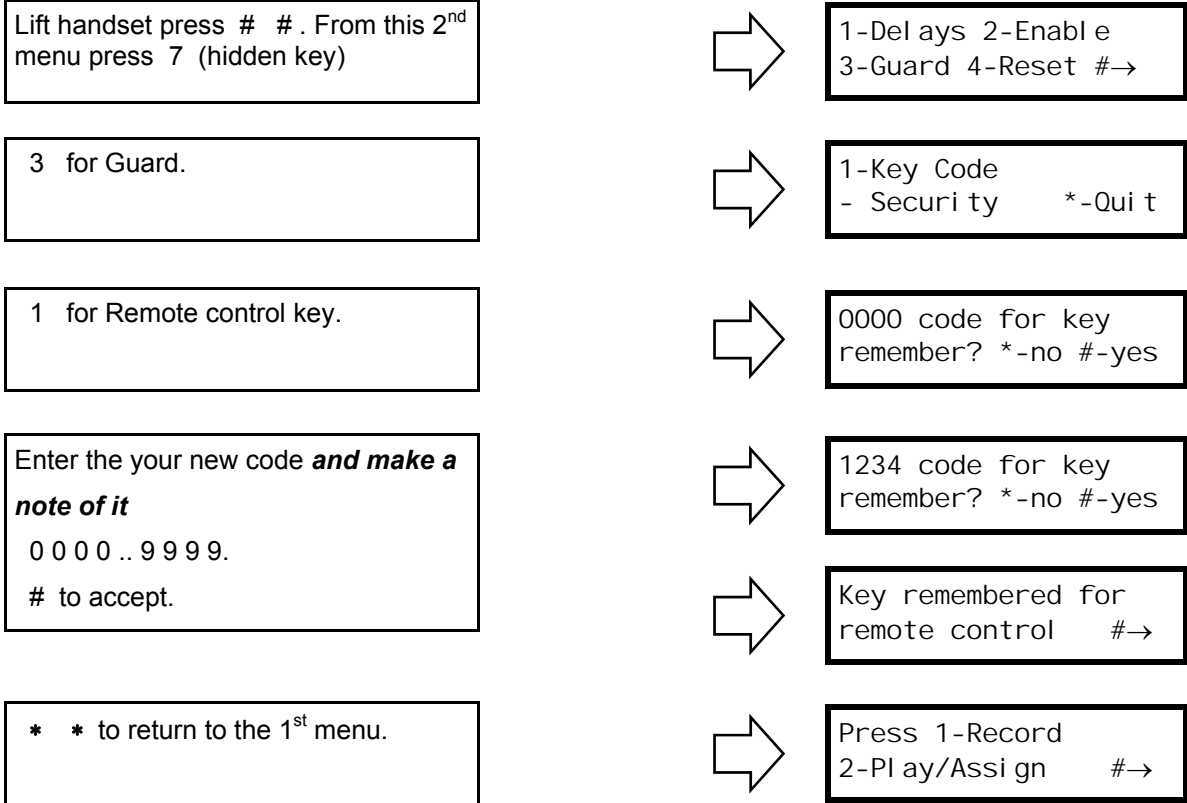 Lift handset press # #. From this 2nd
menu press 7 (hidden key)
1-Delays 2-Enable
3-Guard 4-Reset #→
3 for Guard.
1-Key Code
- Security *-Quit
1 for Remote control key.
0000 code for key
remember? *-no #-yes
Enter the your new code and make a
note of it
0 0 0 0 .. 9 9 9 9.
# to accept.
1234 code for key
remember? *-no #-yes
Key remembered for
remote control #→
* * to return to the 1st menu.
Press 1-Record
2-Play/Assign #→